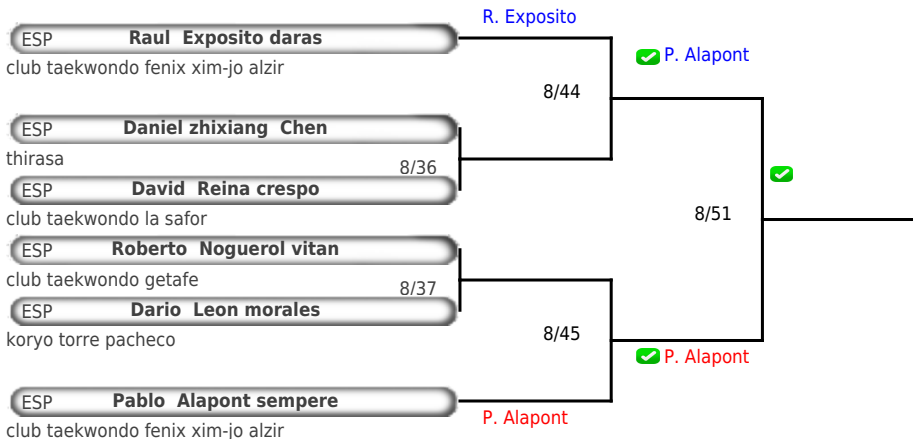 R. Exposito
ESP Raul Exposito daras
club taekwondo fenix xim-jo alzir
P. Alapont
8/44
ESP Daniel zhixiang Chen
thirasa
8/36
ESP David Reina crespo
club taekwondo la safor
8/51
ESP Roberto Noguerol vitan
club taekwondo getafe
8/37
ESP Dario Leon morales
koryo torre pacheco
8/45
P. Alapont
ESP Pablo Alapont sempere
P. Alapont
club taekwondo fenix xim-jo alzir